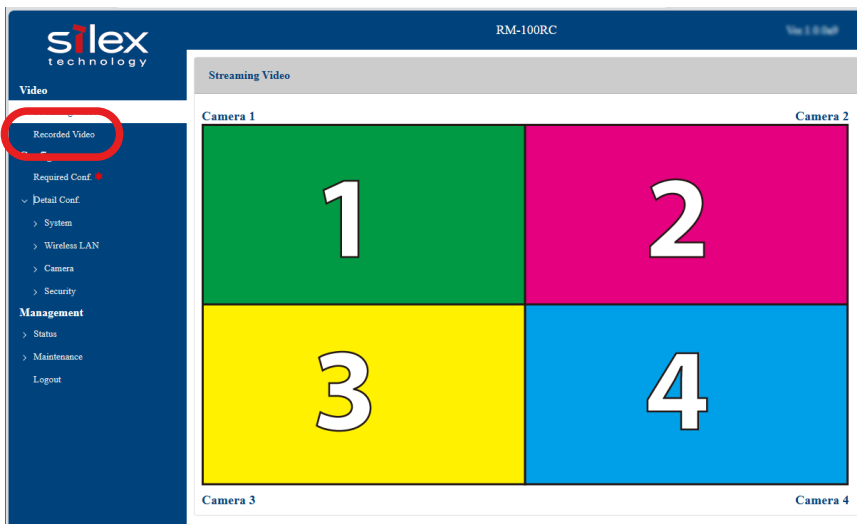 silex
technology
RM-100RC
Video
Recorded Video
Required Conf.
Detail Conf.
System
Wireless LAN
Camera
Security
Management
Status
Maintenance
Logout
Streaming Video
Camera 1
Camera 2
1
2
3
4
Camera 3
Camera 4